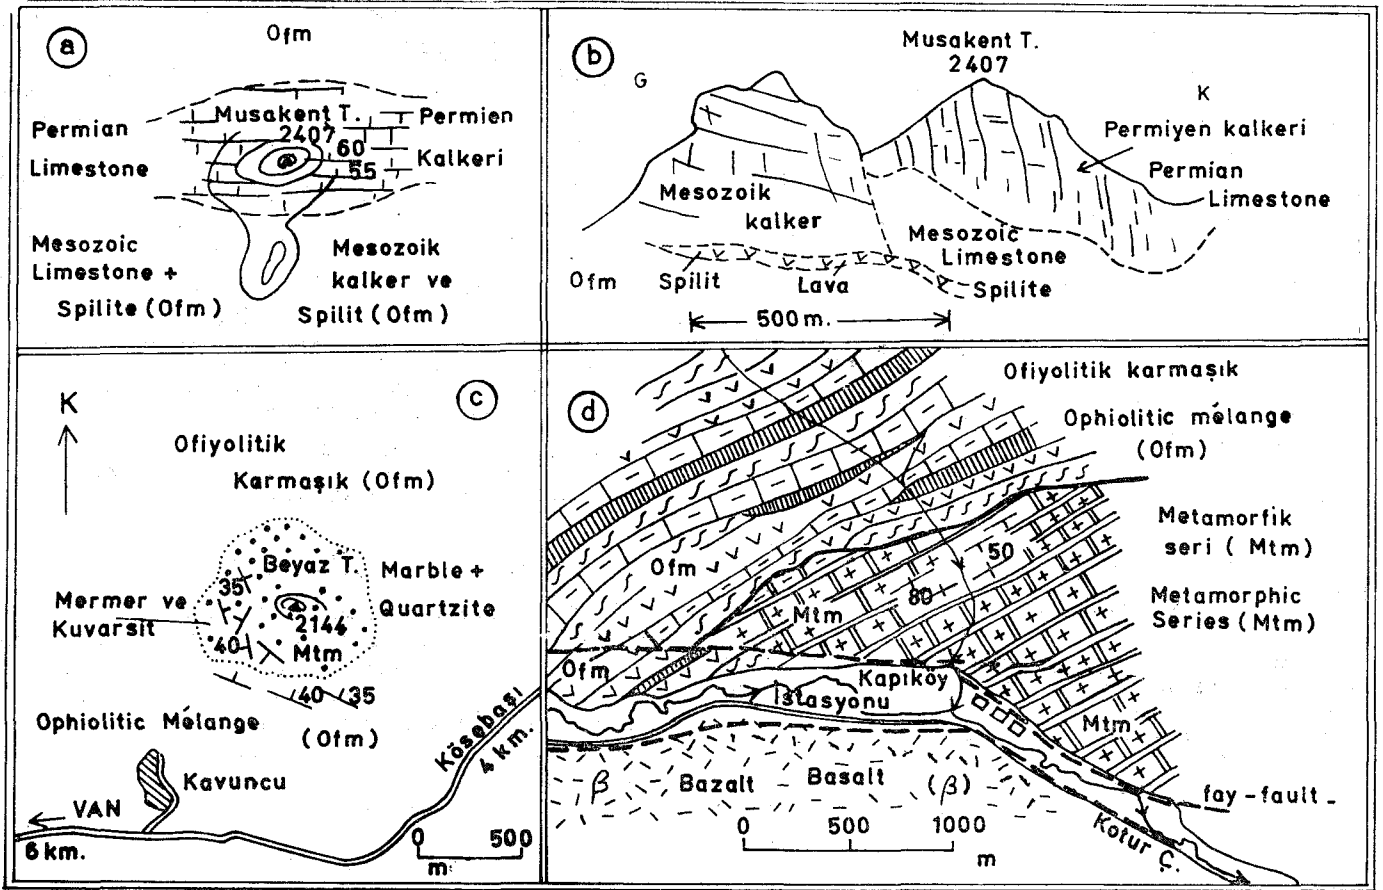 a
Ofm
Musakent T.
2407
60
55
Permian
Limestone
Permien
Kalkeri
Mesozoic
Limestone +
Spilite (Ofm)
Mesozoik
kalker ve
Spilit (Ofm)
b
G
Musakent T.
2407
K
Permiyen kalkeri
Permian
Limestone
Mesozoik
kalker
Mesozoic
Limestone
Ofm
Spilit
Lava
Spilite
500 m.
K
c
Ofiyolitik
Karmaşık (Ofm)
Beyaz T.
35
2144
40
Mtm
40
35
Marble +
Quartzite
Mermer ve
Kuvarsit
Ophiolitic Mélange
(Ofm)
Kavuncu
VAN
6 km.
Kösebaşı
4 km.
0 500
m
d
Ofiyolitik karmaşık
Ophiolitic mélange
(Ofm)
Metamorfik
seri (Mtm)
Metamorphic
Series (Mtm)
50
80
Ofm
Mtm
Ofm
Kapıköy
İstasyonu
Mtm
β
Bazalt
Basalt
(β)
fay - fault -
Kotur Ç.
0 500 1000
m